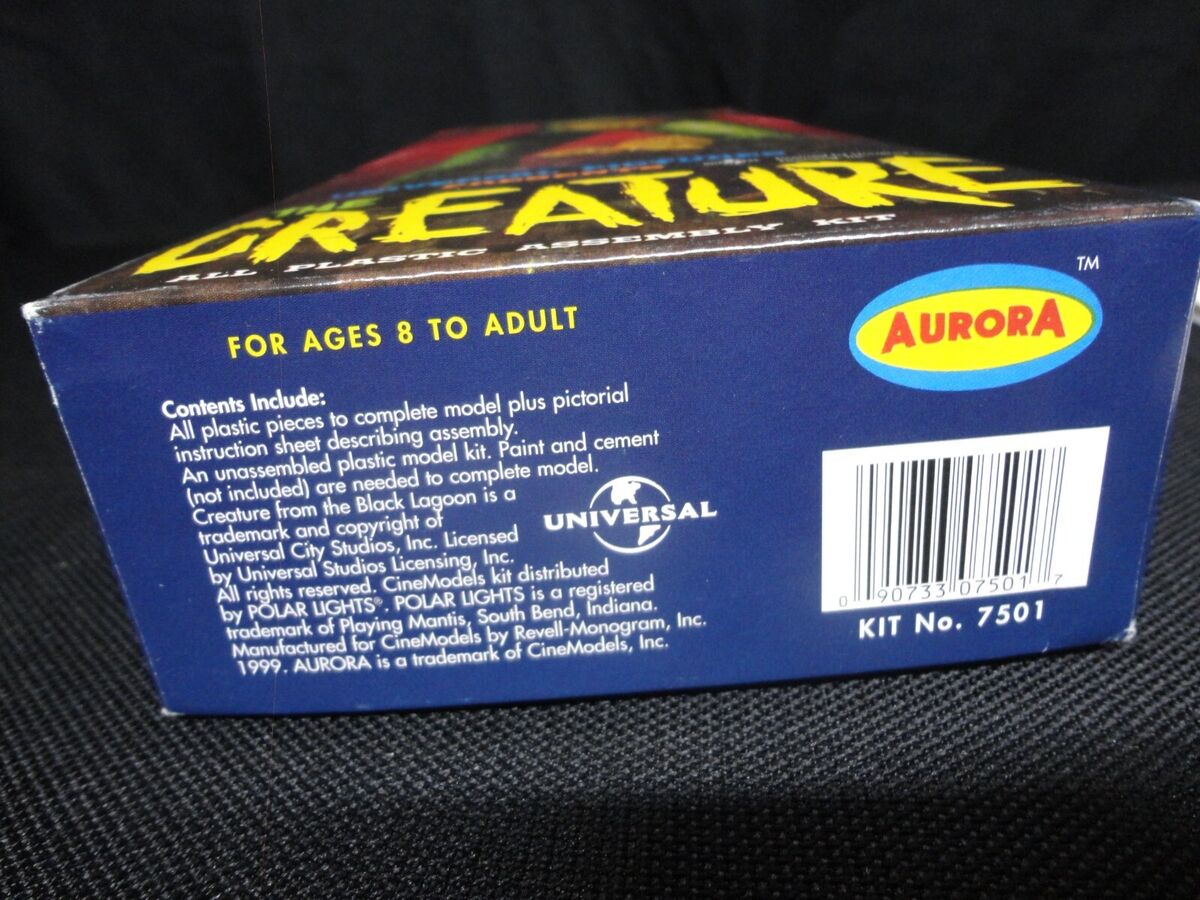 THE
CREATURE
ALL PLASTIC ASSEMBLY KIT
FOR AGES 8 TO ADULT
AURORA
TM
Contents Include:
All plastic pieces to complete model plus pictorial
instruction sheet describing assembly.
An unassembled plastic model kit. Paint and cement
(not included) are needed to complete model.
Creature from the Black Lagoon is a
trademark and copyright of
Universal City Studios, Inc. Licensed
by Universal Studios Licensing, Inc.
All rights reserved. CineModels kit distributed
by POLAR LIGHTS®. POLAR LIGHTS is a registered
trademark of Playing Mantis, South Bend, Indiana.
Manufactured for CineModels by Revell-Monogram, Inc.
1999. AURORA is a trademark of CineModels, Inc.
UNIVERSAL
0 90733 07501 7
KIT No. 7501